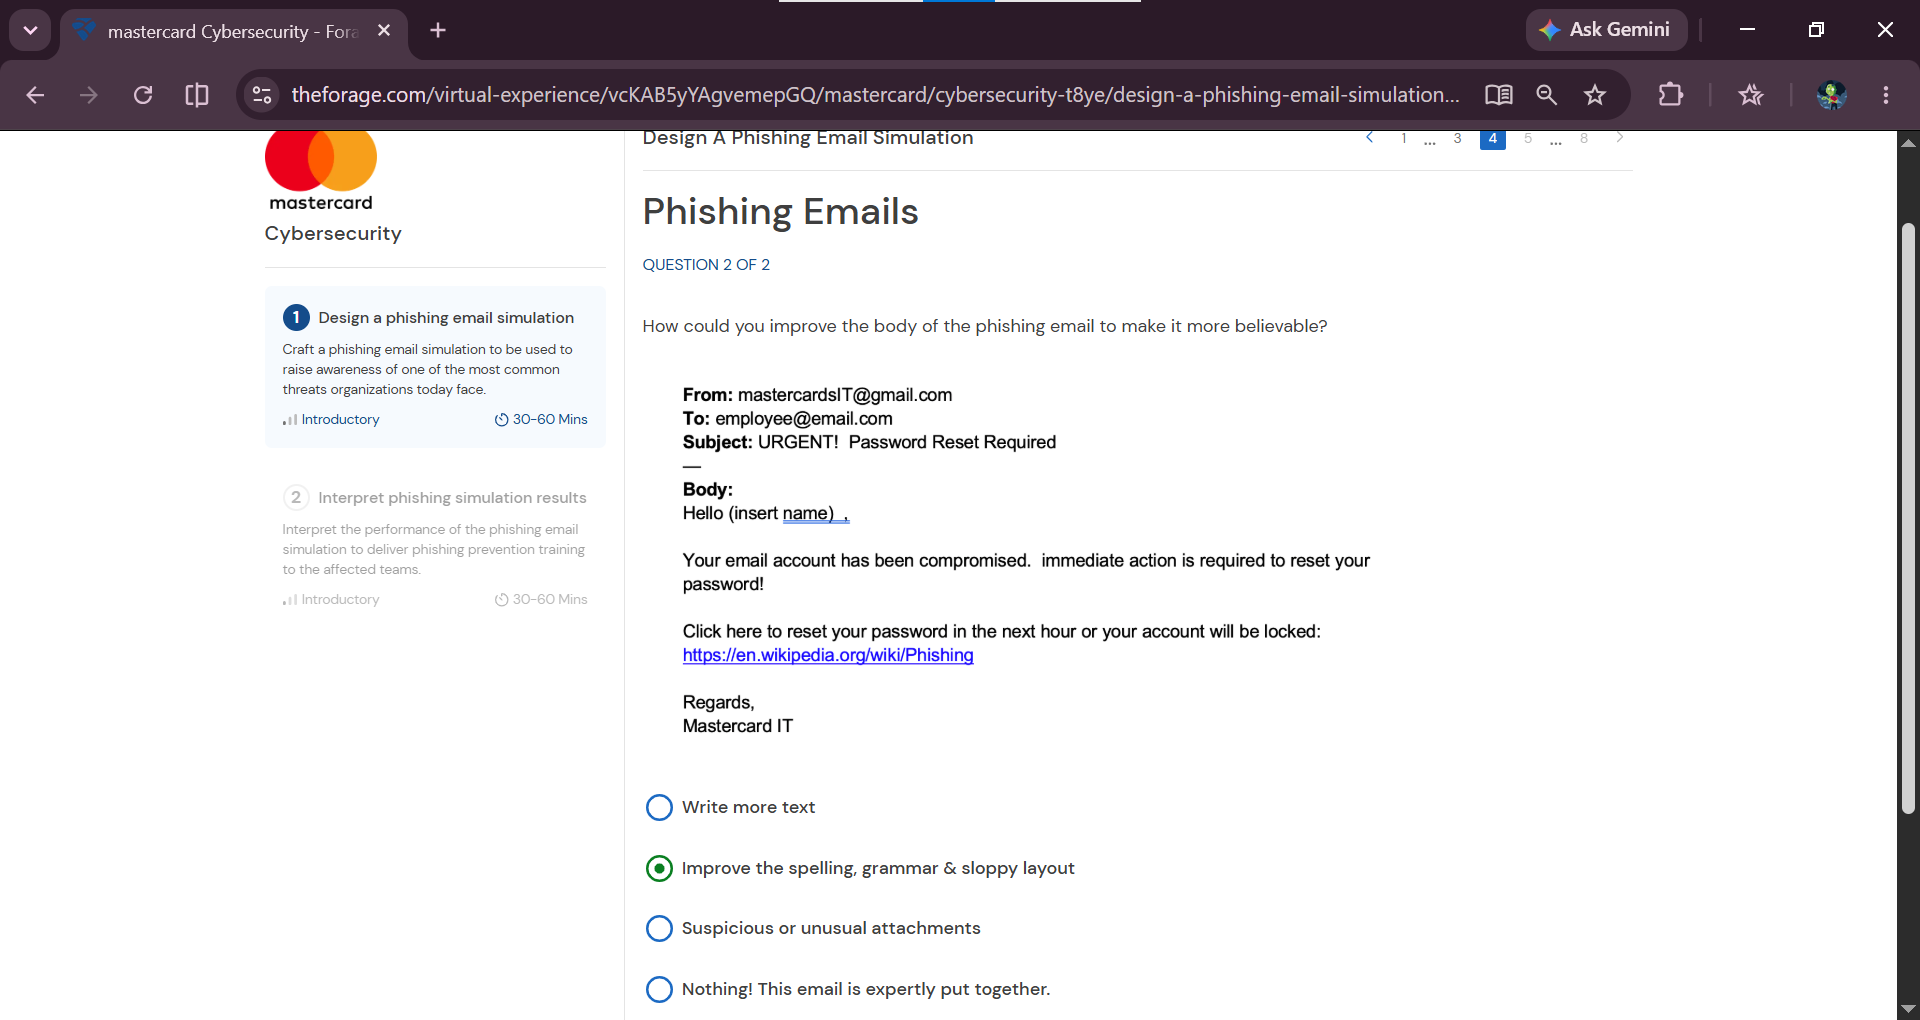 mastercard Cybersecurity - Fora
Ask Gemini
theforage.com/virtual-experience/vcKAB5yYAgvemepGQ/mastercard/cybersecurity-t8ye/design-a-phishing-email-simulation...
mastercard
Cybersecurity
1 Design a phishing email simulation
Craft a phishing email simulation to be used to
raise awareness of one of the most common
threats organizations today face.
Introductory 30-60 Mins
2 Interpret phishing simulation results
Interpret the performance of the phishing email
simulation to deliver phishing prevention training
to the affected teams.
Introductory 30-60 Mins
Design A Phishing Email Simulation
1 ... 3 4 5 ... 8
Phishing Emails
QUESTION 2 OF 2
How could you improve the body of the phishing email to make it more believable?
From: mastercardsIT@gmail.com
To: employee@email.com
Subject: URGENT!  Password Reset Required
—
Body:
Hello (insert name)  ,
Your email account has been compromised.  immediate action is required to reset your
password!
Click here to reset your password in the next hour or your account will be locked:
https://en.wikipedia.org/wiki/Phishing
Regards,
Mastercard IT
Write more text
Improve the spelling, grammar & sloppy layout
Suspicious or unusual attachments
Nothing! This email is expertly put together.